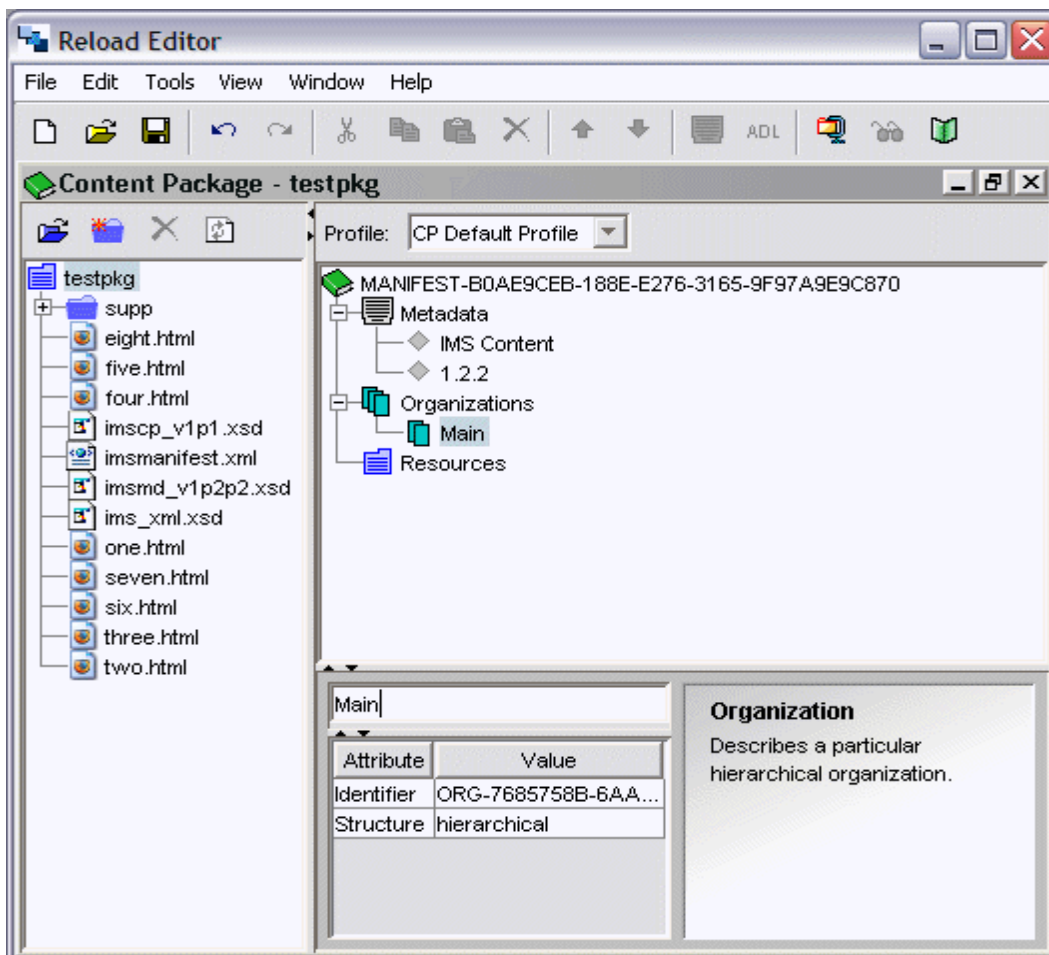 Reload Editor
File Edit Tools View Window Help
ADL
Content Package - testpkg
Profile: CP Default Profile
testpkg
supp
eight.html
five.html
four.html
imscp_v1p1.xsd
imsmanifest.xml
imsmd_v1p2p2.xsd
ims_xml.xsd
one.html
seven.html
six.html
three.html
two.html
MANIFEST-B0AE9CEB-188E-E276-3165-9F97A9E9C870
Metadata
IMS Content
1.2.2
Organizations
Main
Resources
Main
Attribute Value
Identifier ORG-7685758B-6AA...
Structure hierarchical
Organization
Describes a particular
hierarchical organization.